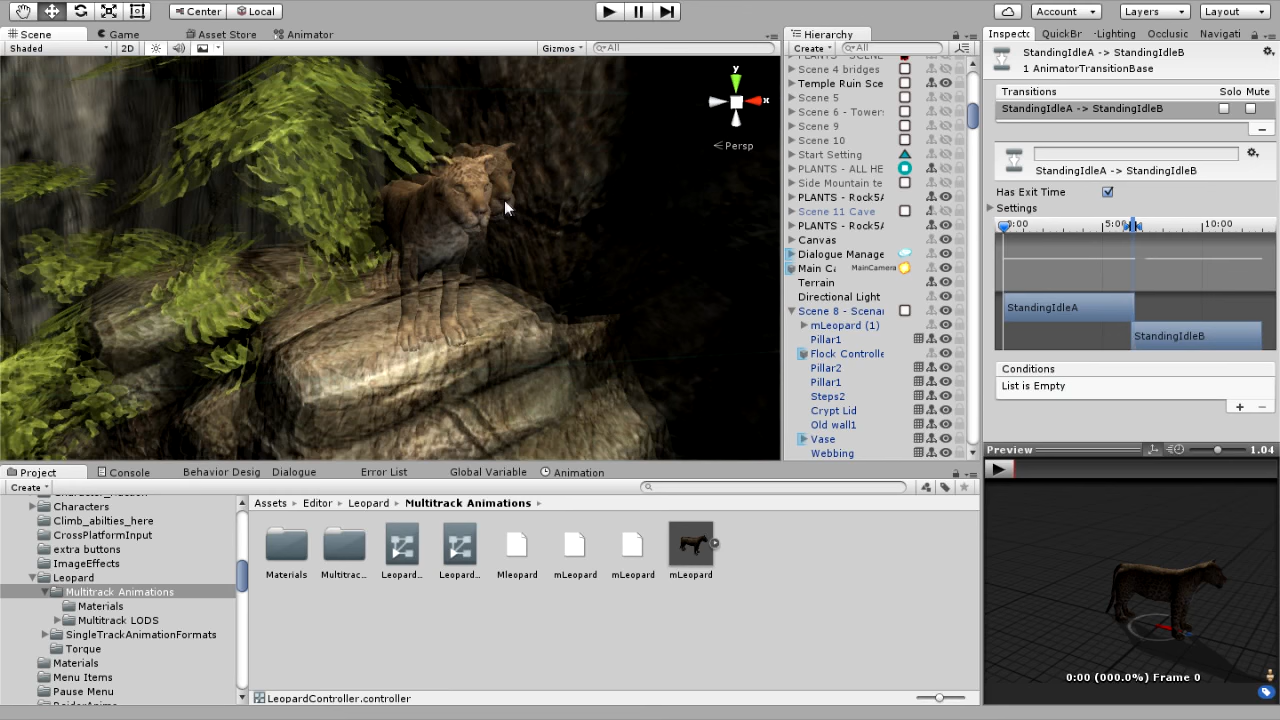 Center Local
Account Layers Layout
Scene Game Asset Store Animator
Shaded 2D Gizmos All
y
x
Persp
Hierarchy
Create All
Scene 4 bridges
Temple Ruin Sce
Scene 5
Scene 6 - Tower
Scene 9
Scene 10
Start Setting
PLANTS - ALL HE
Side Mountain te
PLANTS - Rock5A
Scene 11 Cave
PLANTS - Rock5A
Canvas
Dialogue Manage
Main C MainCamera
Terrain
Directional Light
Scene 8 - Scenar
mLeopard (1)
Pillar1
Flock Controlle
Pillar2
Pillar1
Steps2
Crypt Lid
Old wall1
Vase
Webbing
Inspecto QuickBr Lighting Occlusic Navigati
StandingIdleA -> StandingIdleB
1 AnimatorTransitionBase
Transitions Solo Mute
StandingIdleA -> StandingIdleB
StandingIdleA -> StandingIdleB
Has Exit Time
Settings
0:00 5:00 10:00
StandingIdleA
StandingIdleB
Conditions
List is Empty
Preview 1.04
0:00 (000.0%) Frame 0
Project Console Behavior Desig Dialogue Error List Global Variable Animation
Create
Characters
Climb_abilties_here
CrossPlatformInput
extra buttons
ImageEffects
Leopard
Multitrack Animations
Materials
Multitrack LODS
SingleTrackAnimationFormats
Torque
Materials
Menu Items
Pause Menu
Assets Editor Leopard Multitrack Animations
Materials Multitrac... Leopard... Leopard... Mleopard mLeopard mLeopard mLeopard
LeopardController.controller